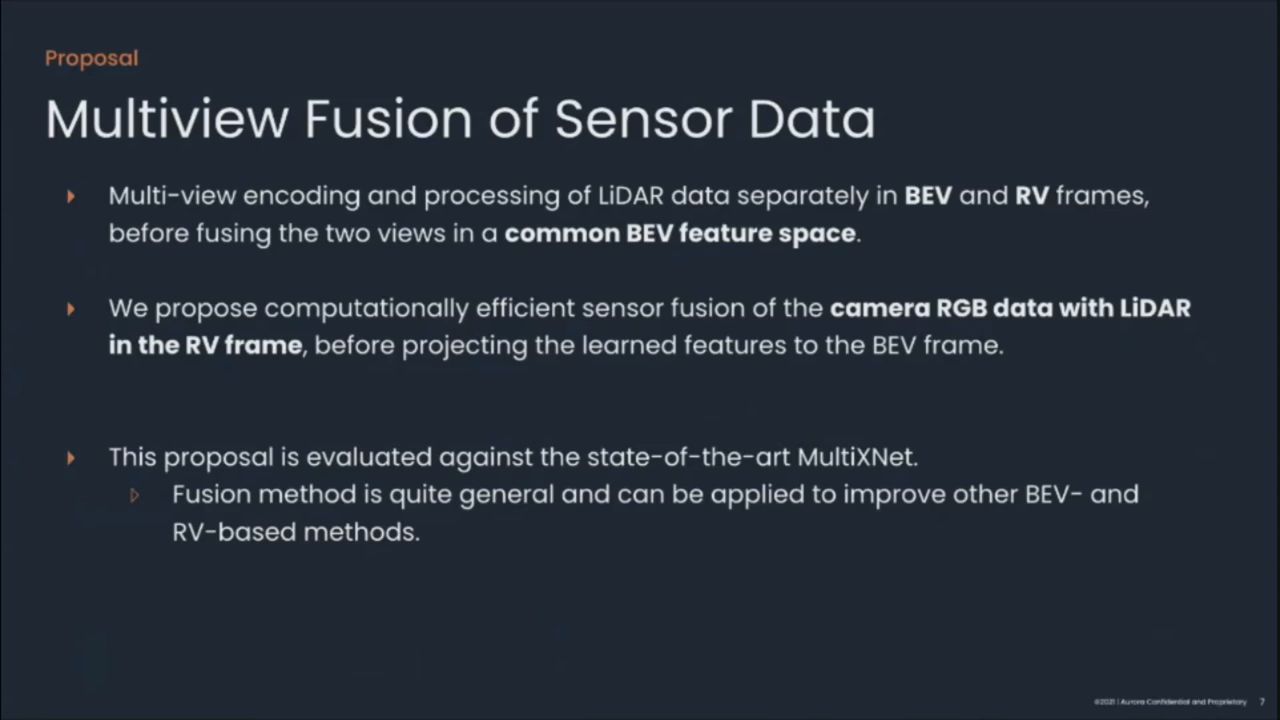 Proposal
Multiview Fusion of Sensor Data
Multi-view encoding and processing of LiDAR data separately in BEV and RV frames,
before fusing the two views in a common BEV feature space.
We propose computationally efficient sensor fusion of the camera RGB data with LiDAR
in the RV frame, before projecting the learned features to the BEV frame.
This proposal is evaluated against the state-of-the-art MultiXNet.
Fusion method is quite general and can be applied to improve other BEV- and
RV-based methods.
©2021 | Aurora Confidential and Proprietary 7